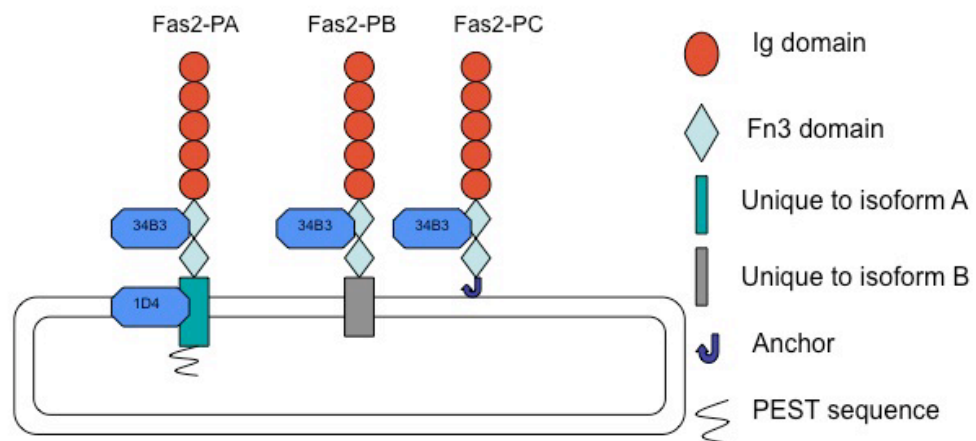 Fas2-PA Fas2-PB Fas2-PC
Ig domain
Fn3 domain
34B3 34B3 34B3
Unique to isoform A
1D4
Unique to isoform B
Anchor
PEST sequence